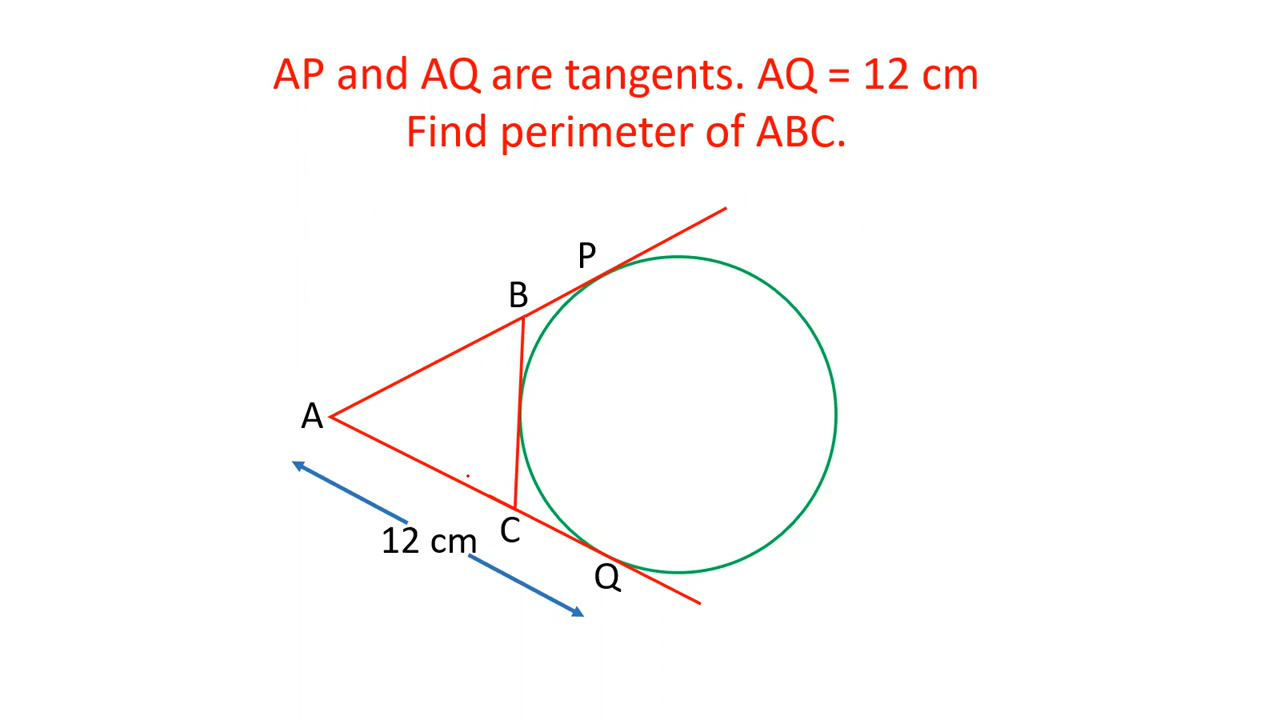 AP and AQ are tangents. AQ = 12 cm
Find perimeter of ABC.
P
B
A
C
12 cm
Q